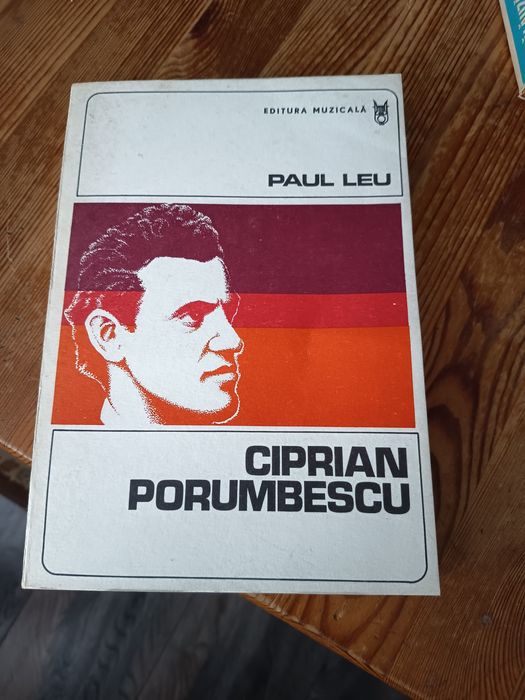 EDITURA MUZICALĂ
PAUL LEU
CIPRIAN
PORUMBESCU